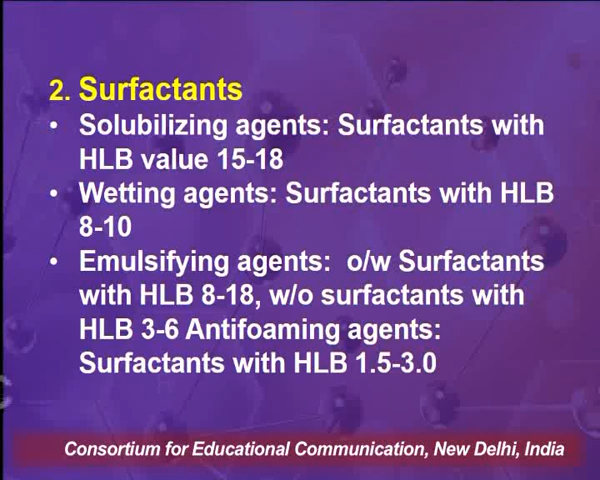 2. Surfactants
• Solubilizing agents: Surfactants with
HLB value 15-18
• Wetting agents: Surfactants with HLB
8-10
• Emulsifying agents:  o/w Surfactants
with HLB 8-18, w/o surfactants with
HLB 3-6 Antifoaming agents:
Surfactants with HLB 1.5-3.0
Consortium for Educational Communication, New Delhi, India